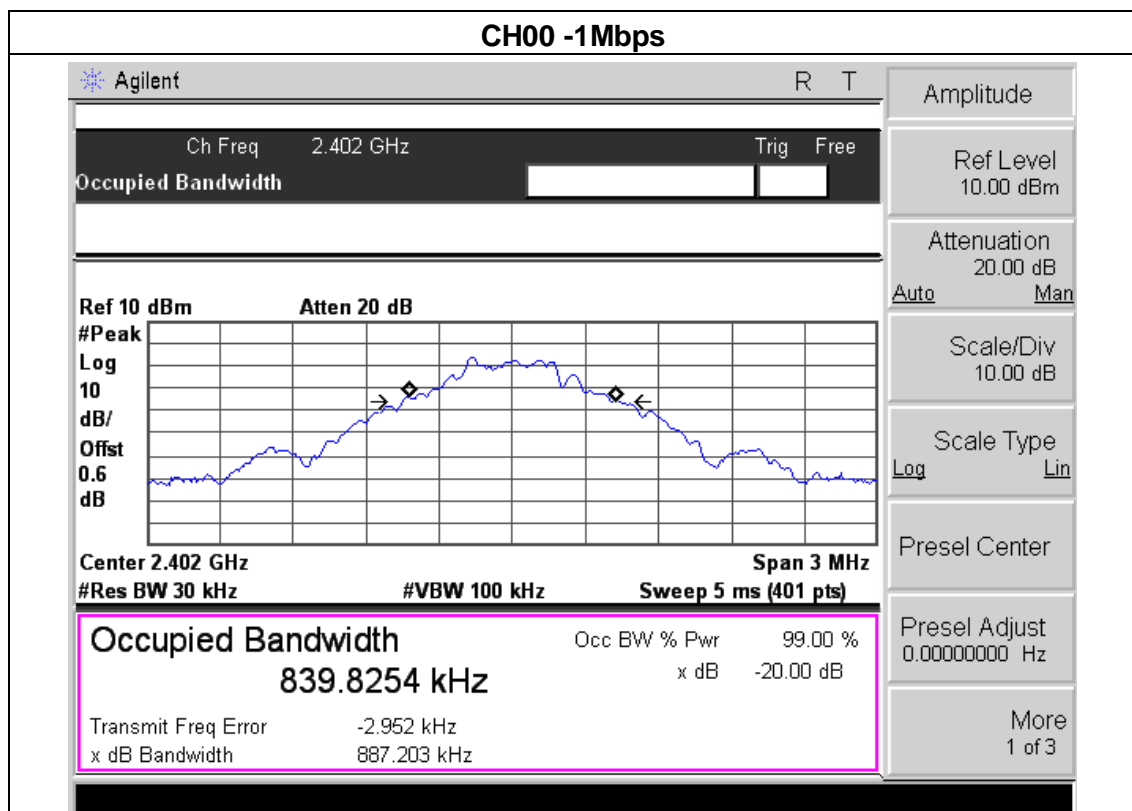 CH00 -1Mbps
Agilent
R T
Ch Freq 2.402 GHz Trig Free
Occupied Bandwidth
Ref 10 dBm Atten 20 dB
#Peak
Log
10
dB/
Offst
0.6
dB
Center 2.402 GHz Span 3 MHz
#Res BW 30 kHz #VBW 100 kHz Sweep 5 ms (401 pts)
Occupied Bandwidth
839.8254 kHz
Occ BW % Pwr 99.00 %
x dB -20.00 dB
Transmit Freq Error -2.952 kHz
x dB Bandwidth 887.203 kHz
Amplitude
Ref Level
10.00 dBm
Attenuation
20.00 dB
Auto Man
Scale/Div
10.00 dB
Scale Type
Log Lin
Presel Center
Presel Adjust
0.00000000 Hz
More
1 of 3